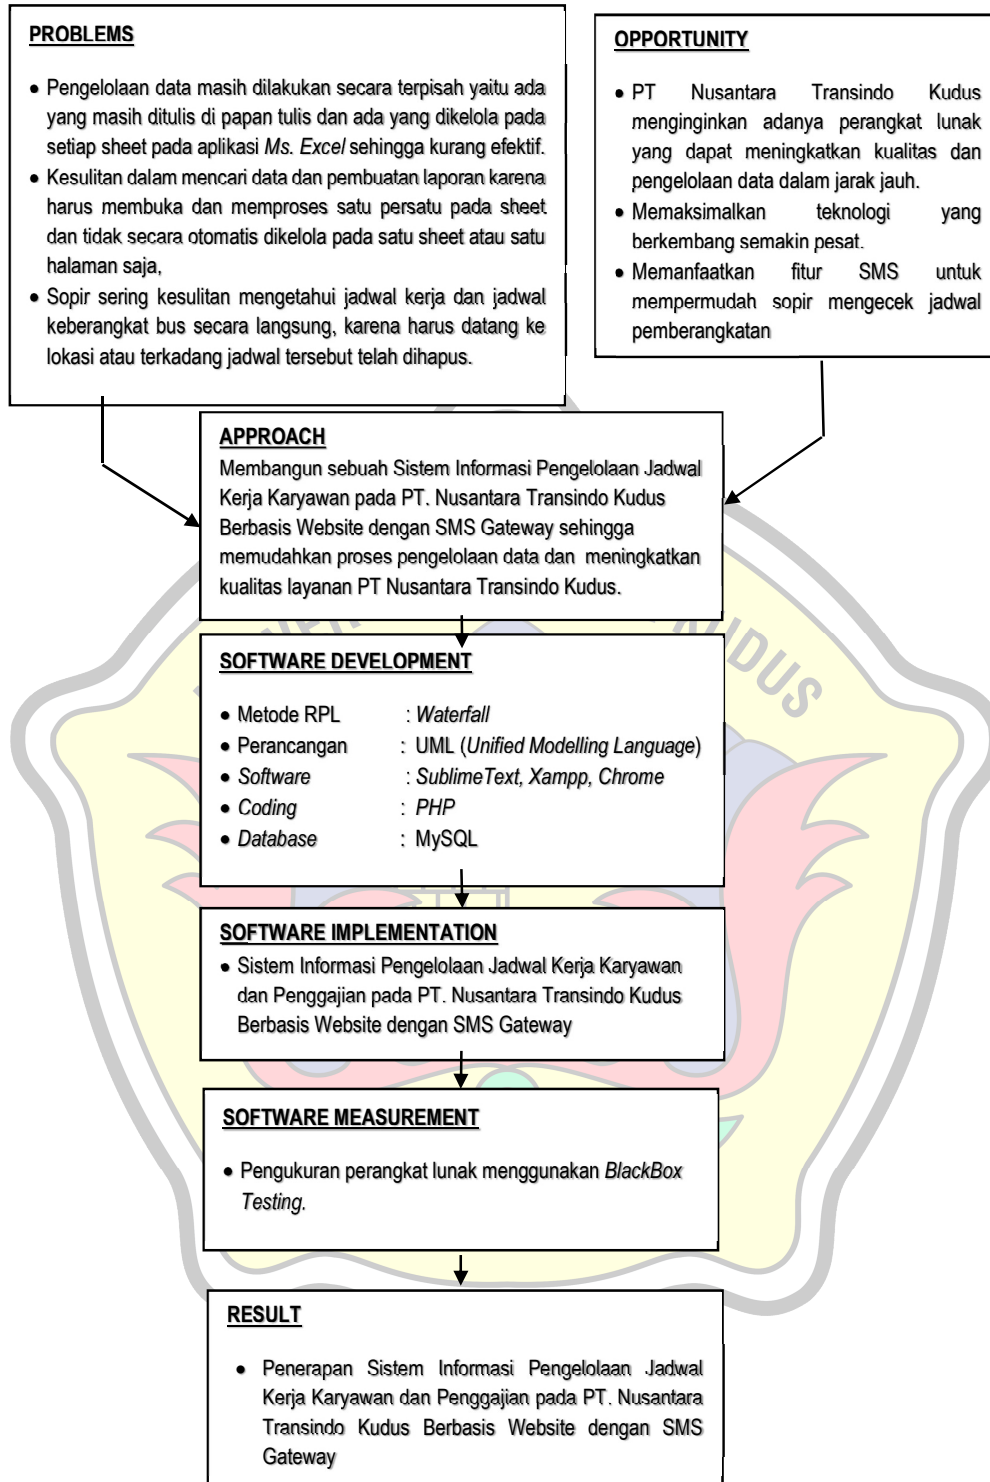 PROBLEMS
• Pengelolaan data masih dilakukan secara terpisah yaitu ada
yang masih ditulis di papan tulis dan ada yang dikelola pada
setiap sheet pada aplikasi Ms. Excel sehingga kurang efektif.
• Kesulitan dalam mencari data dan pembuatan laporan karena
harus membuka dan memproses satu persatu pada sheet
dan tidak secara otomatis dikelola pada satu sheet atau satu
halaman saja,
• Sopir sering kesulitan mengetahui jadwal kerja dan jadwal
keberangkat bus secara langsung, karena harus datang ke
lokasi atau terkadang jadwal tersebut telah dihapus.
OPPORTUNITY
• PT Nusantara Transindo Kudus
menginginkan adanya perangkat lunak
yang dapat meningkatkan kualitas dan
pengelolaan data dalam jarak jauh.
• Memaksimalkan teknologi yang
berkembang semakin pesat.
• Memanfaatkan fitur SMS untuk
mempermudah sopir mengecek jadwal
pemberangkatan
APPROACH
Membangun sebuah Sistem Informasi Pengelolaan Jadwal
Kerja Karyawan pada PT. Nusantara Transindo Kudus
Berbasis Website dengan SMS Gateway sehingga
memudahkan proses pengelolaan data dan meningkatkan
kualitas layanan PT Nusantara Transindo Kudus.
KUDUS
SOFTWARE DEVELOPMENT
• Metode RPL : Waterfall
• Perancangan : UML (Unified Modelling Language)
• Software : SublimeText, Xampp, Chrome
• Coding : PHP
• Database : MySQL
SOFTWARE IMPLEMENTATION
• Sistem Informasi Pengelolaan Jadwal Kerja Karyawan
dan Penggajian pada PT. Nusantara Transindo Kudus
Berbasis Website dengan SMS Gateway
SOFTWARE MEASUREMENT
• Pengukuran perangkat lunak menggunakan BlackBox
Testing.
RESULT
• Penerapan Sistem Informasi Pengelolaan Jadwal
Kerja Karyawan dan Penggajian pada PT. Nusantara
Transindo Kudus Berbasis Website dengan SMS
Gateway